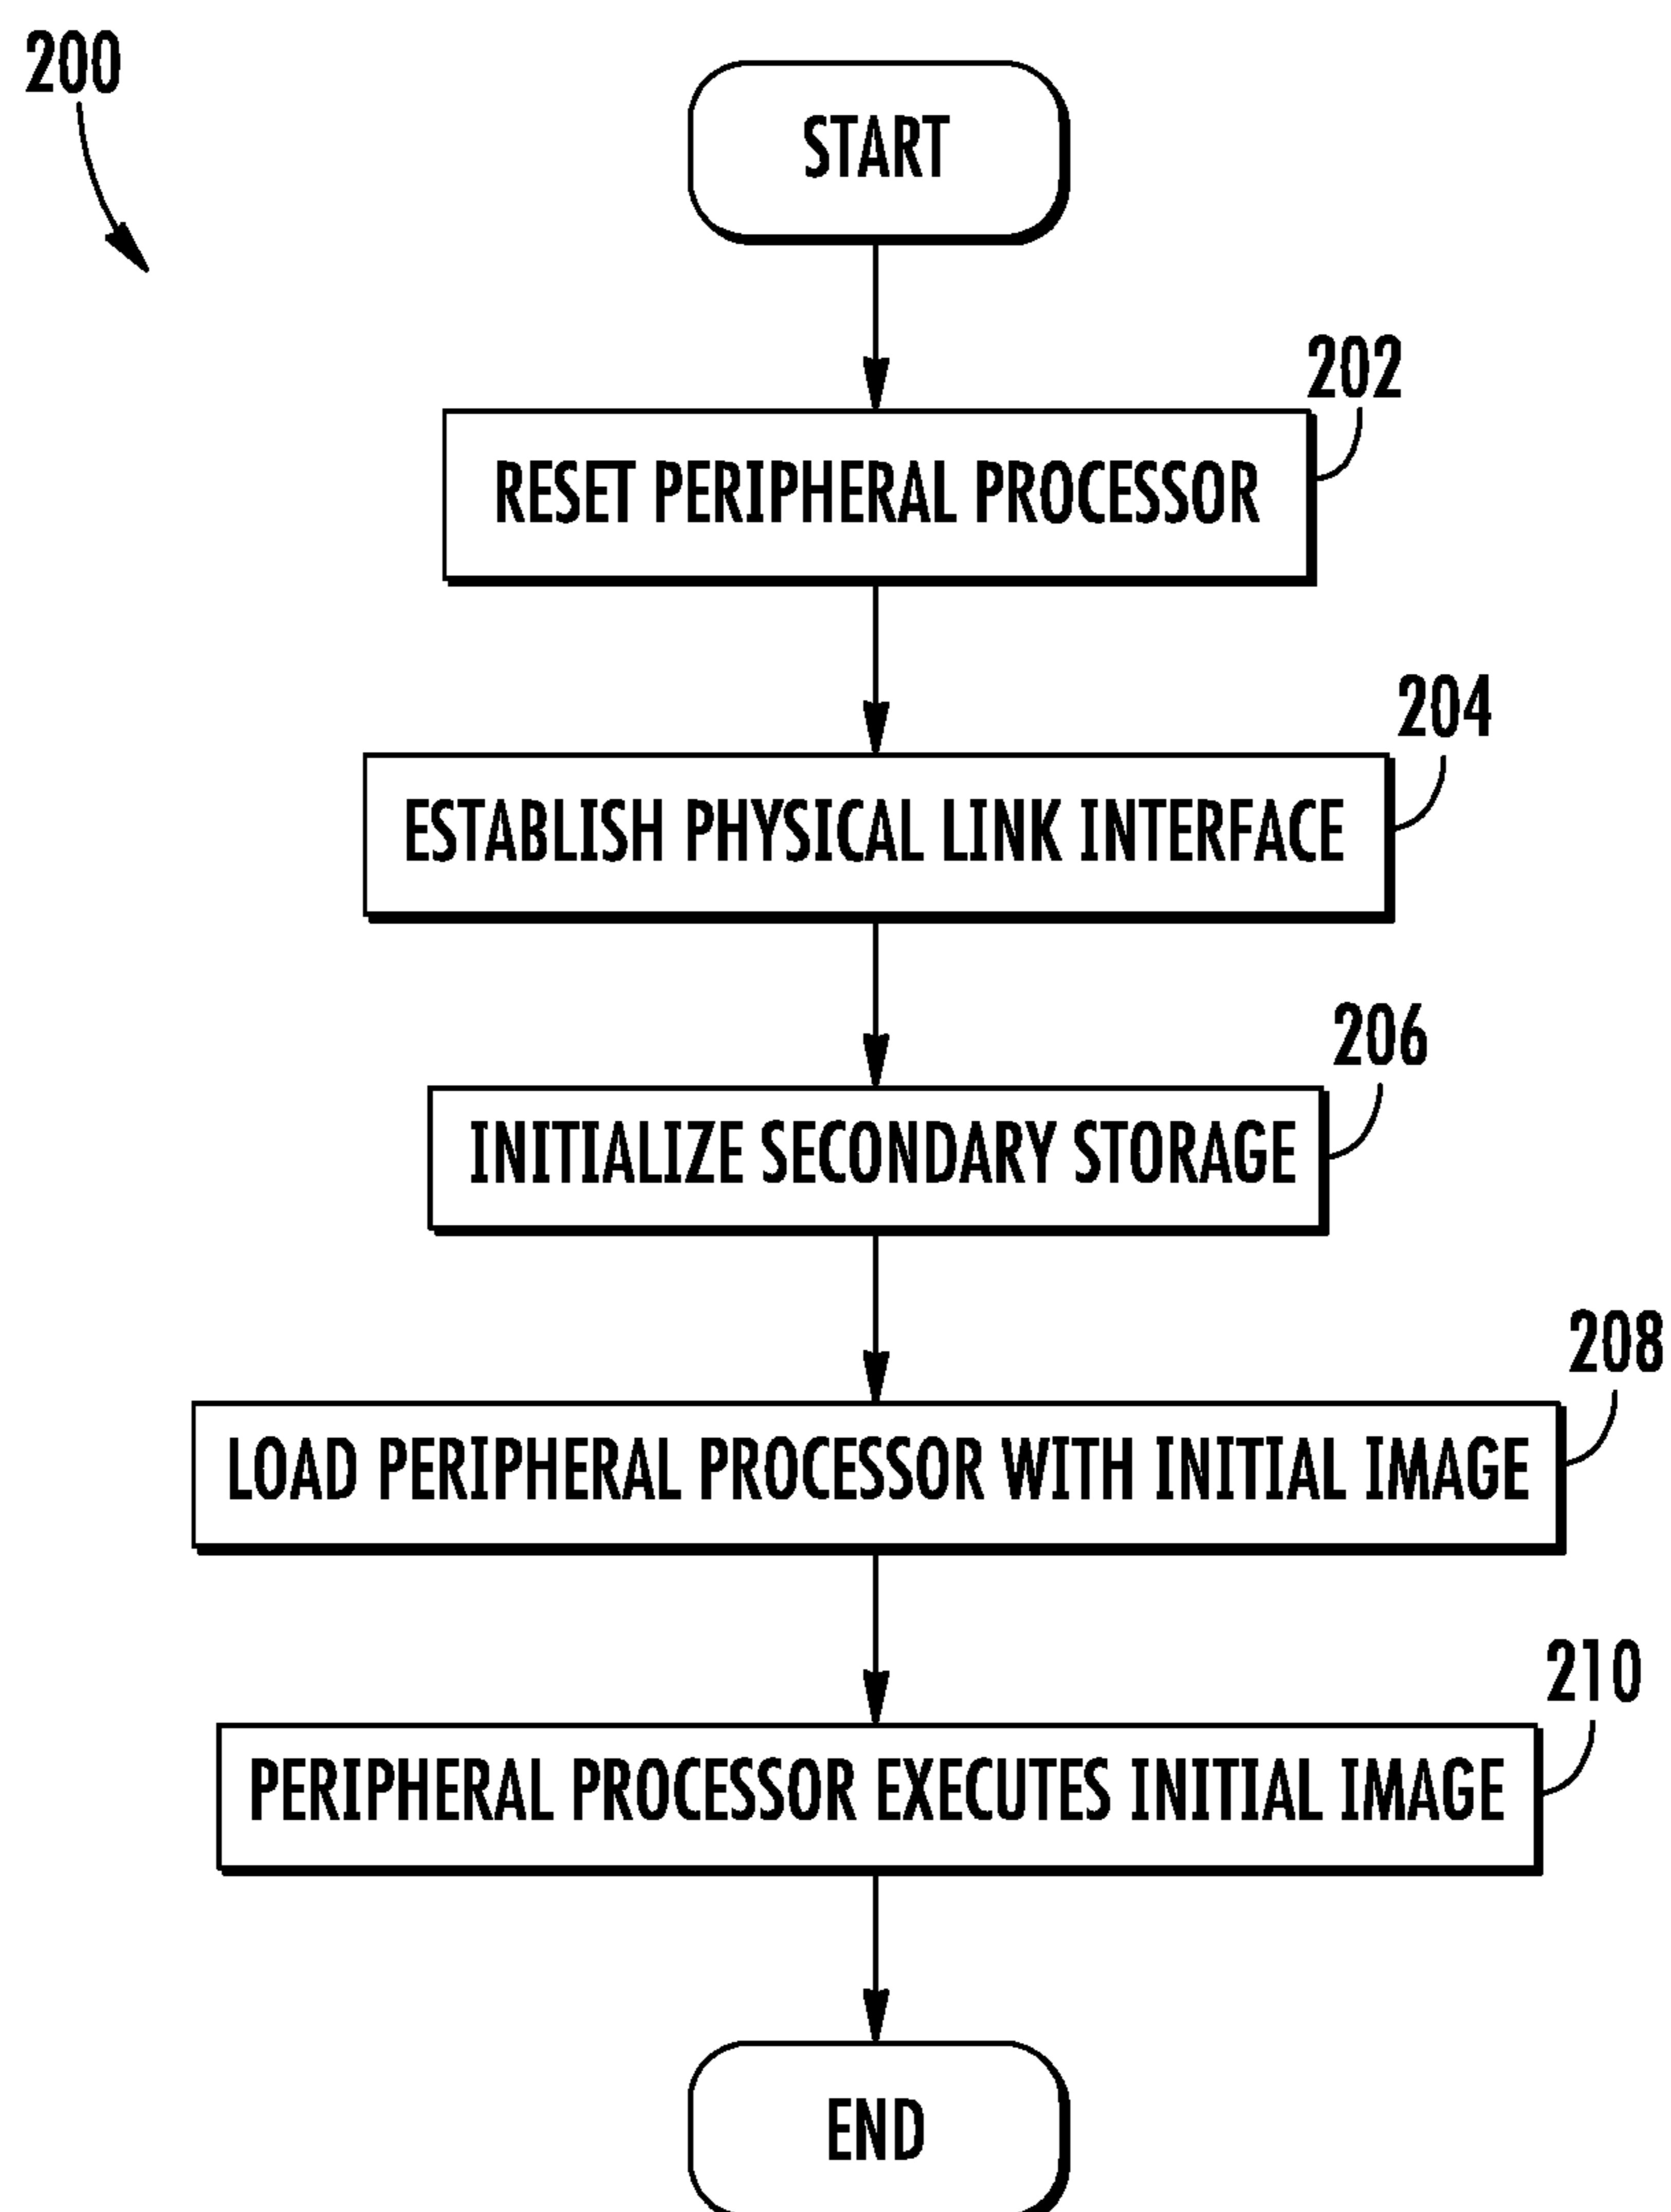 200
START
202
RESET PERIPHERAL PROCESSOR
204
ESTABLISH PHYSICAL LINK INTERFACE
206
INITIALIZE SECONDARY STORAGE
208
LOAD PERIPHERAL PROCESSOR WITH INITIAL IMAGE
210
PERIPHERAL PROCESSOR EXECUTES INITIAL IMAGE
END